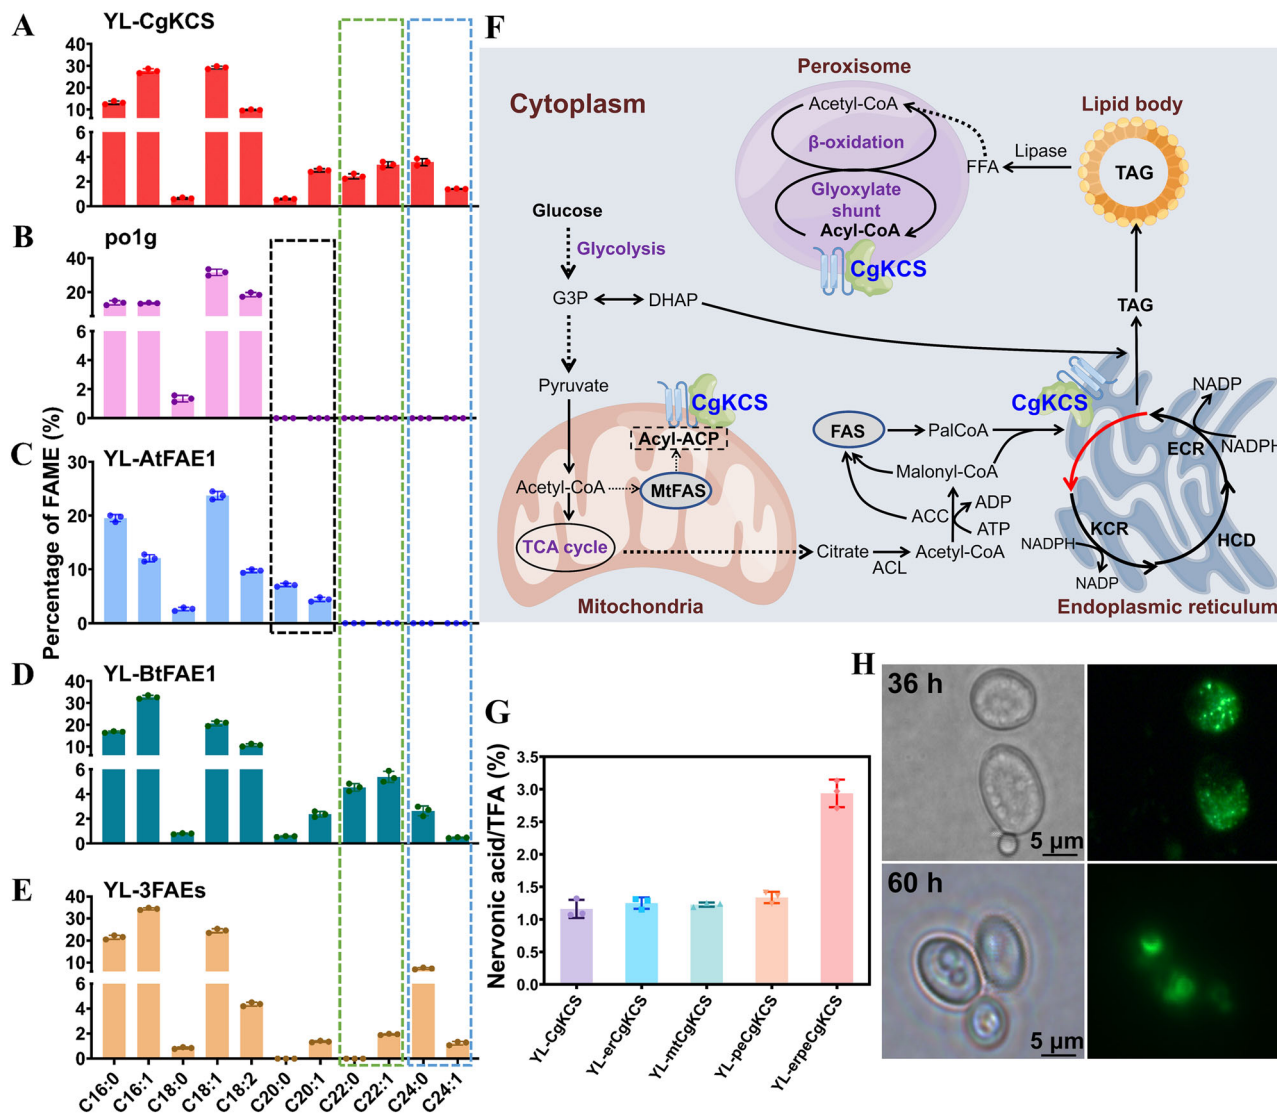 A
YL-CgKCS
40
30
20
10
6
4
2
0
B
po1g
40
20
6
4
2
0
C
YL-AtFAE1
30
20
10
0
D
YL-BtFAE1
40
30
20
10
6
4
2
0
E
YL-3FAEs
40
30
20
10
6
4
2
0
Percentage of FAME (%)
C16:0
C16:1
C18:0
C18:1
C18:2
C20:0
C20:1
C22:0
C22:1
C24:0
C24:1
F
Cytoplasm
Peroxisome
Acetyl-CoA
β-oxidation
Glyoxylate
shunt
Acyl-CoA
CgKCS
FFA
Lipase
Lipid body
TAG
TAG
Glucose
Glycolysis
G3P
DHAP
Pyruvate
CgKCS
Acyl-ACP
Acetyl-CoA
MtFAS
TCA cycle
Mitochondria
FAS
PalCoA
Malonyl-CoA
ACC
ADP
ATP
Citrate
ACL
Acetyl-CoA
CgKCS
NADP
ECR
NADPH
KCR
NADPH
HCD
NADP
Endoplasmic reticulum
G
Nervonic acid/TFA (%)
3.5
3.0
2.5
2.0
1.5
1.0
0.5
0.0
YL-CgKCS
YL-erCgKCS
YL-mtCgKCS
YL-peCgKCS
YL-erpeCgKCS
H
36 h
5 μm
60 h
5 μm